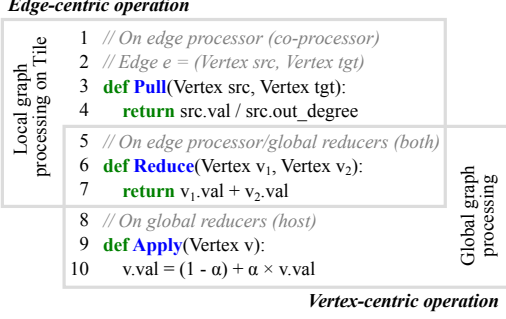 Edge-centric operation
Local graph
processing on Tile
1 // On edge processor (co-processor)
2 // Edge e = (Vertex src, Vertex tgt)
3 def Pull(Vertex src, Vertex tgt):
4 return src.val / src.out_degree
5 // On edge processor/global reducers (both)
6 def Reduce(Vertex v₁, Vertex v₂):
7 return v₁.val + v₂.val
8 // On global reducers (host)
9 def Apply(Vertex v):
10 v.val = (1 - α) + α × v.val
Global graph
processing
Vertex-centric operation